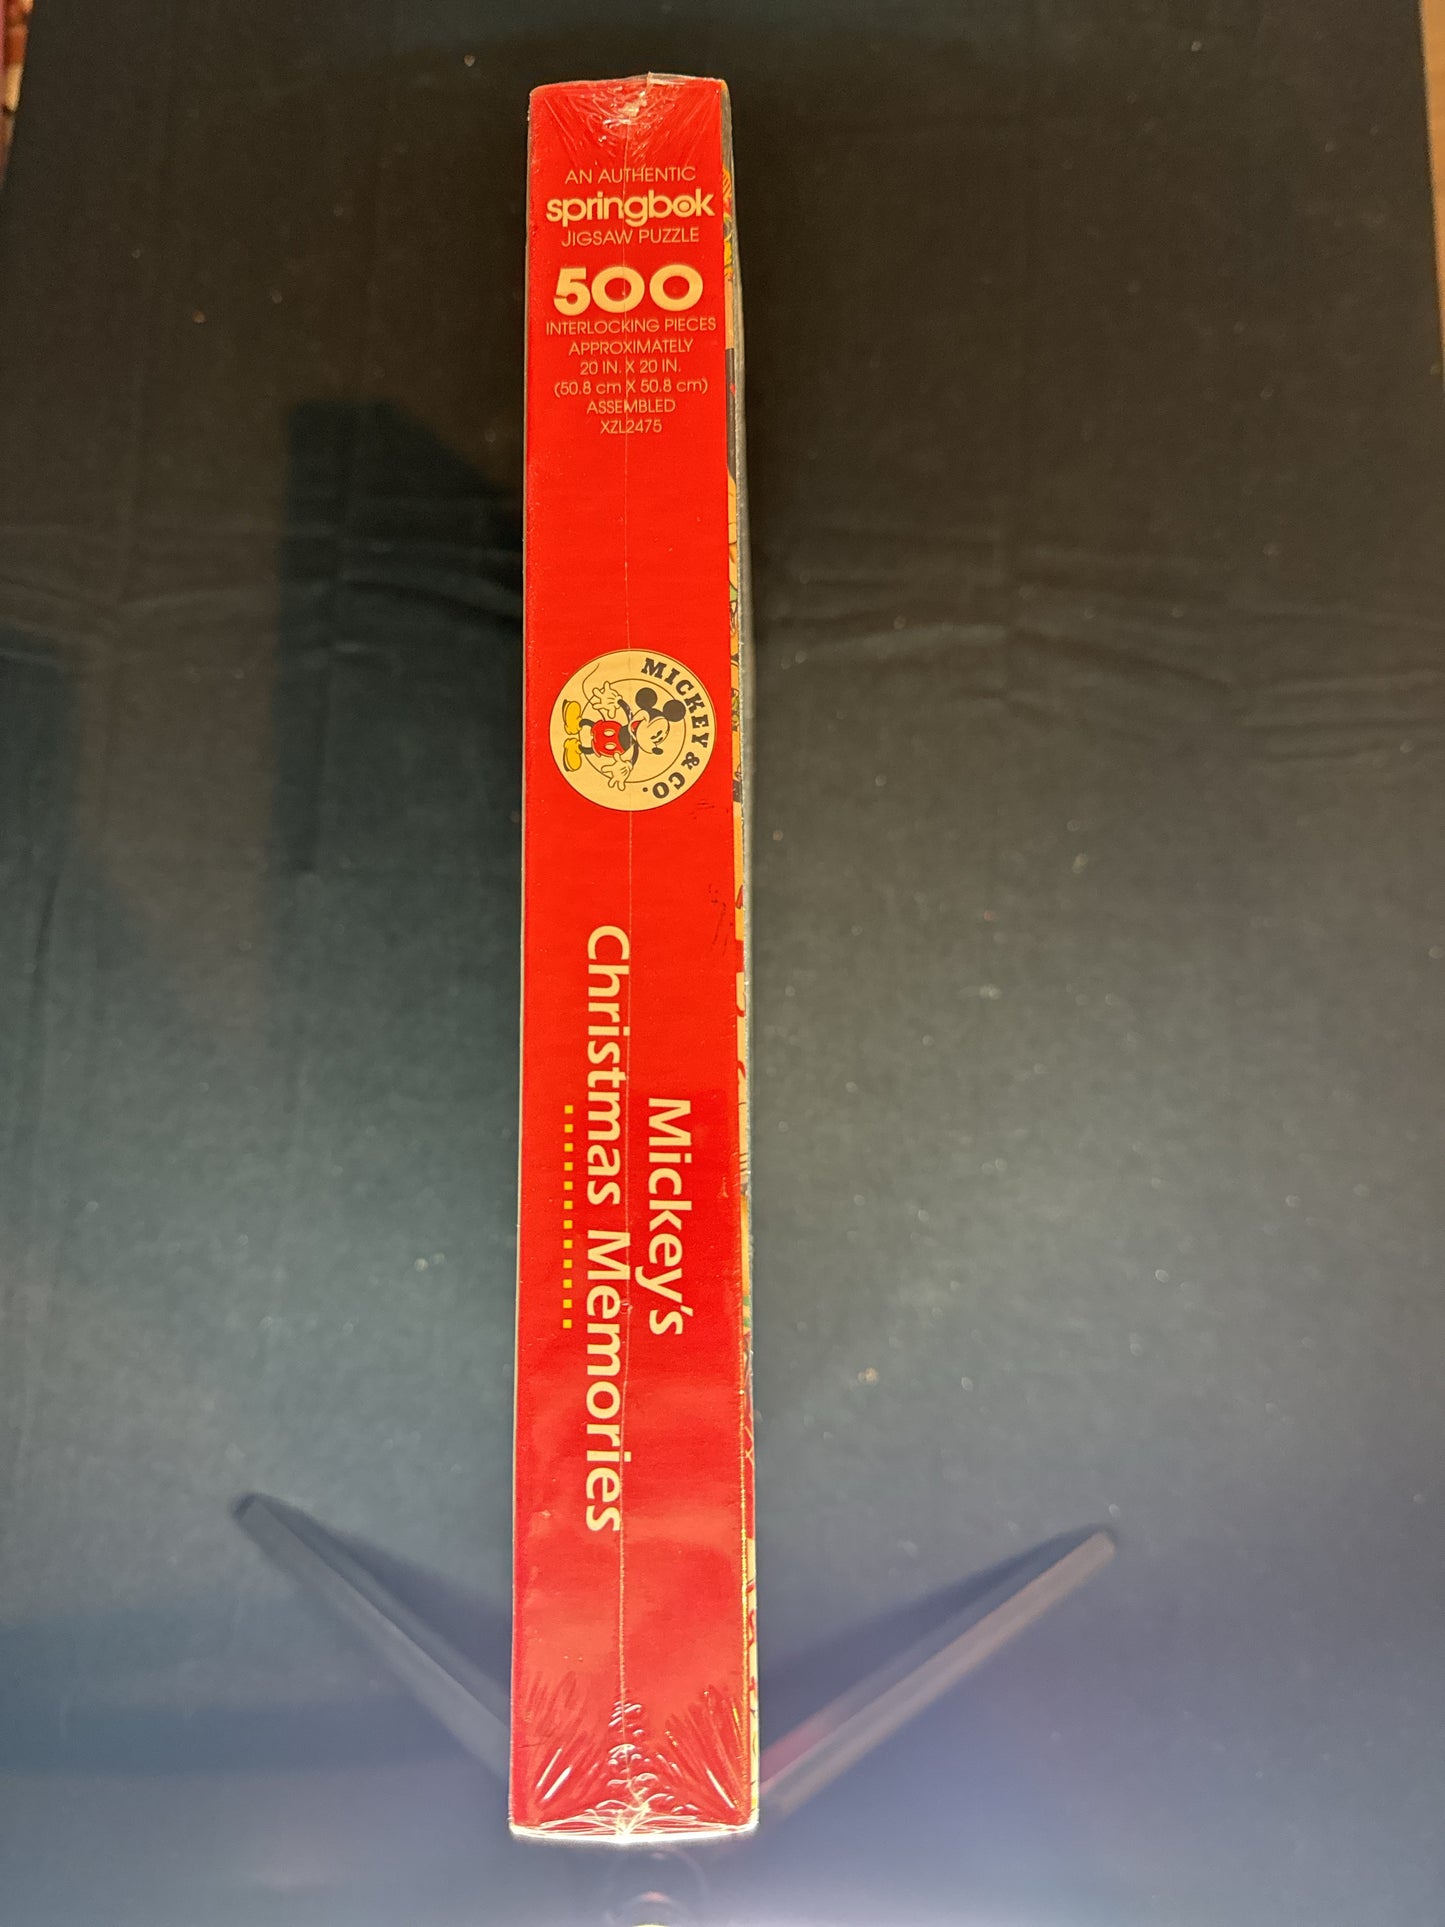 AN AUTHENTIC
springbok
JIGSAW PUZZLE
500
INTERLOCKING PIECES
APPROXIMATELY
20 IN. X 20 IN.
(50.8 cm X 50.8 cm)
ASSEMBLED
XZL2475
MICKEY & CO.
Mickey's
Christmas Memories